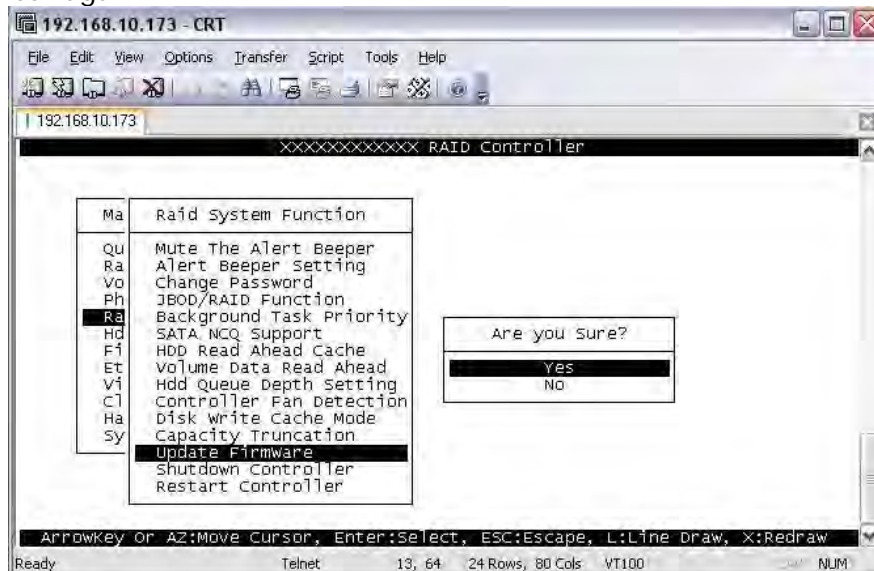 192.168.10.173 - CRT
File Edit View Options Transfer Script Tools Help
192.168.10.173
XXXXXXXXXXXX RAID Controller
Ma
Raid System Function
Qu
Mute The Alert Beeper
Ra
Alert Beeper Setting
Vo
Change Password
Ph
JBOD/RAID Function
Ra
Background Task Priority
Hd
SATA NCQ Support
Fi
HDD Read Ahead Cache
Et
Volume Data Read Ahead
Vi
Hdd Queue Depth Setting
Cl
Controller Fan Detection
Ha
Disk Write Cache Mode
Sy
Capacity Truncation
Update Firmware
Shutdown Controller
Restart Controller
Are you Sure?
Yes
No
ArrowKey Or AZ:Move Cursor, Enter:Select, ESC:Escape, L:Line Draw, X:Redraw
Ready Telnet 13, 64 24 Rows, 80 Cols VT100 NUM